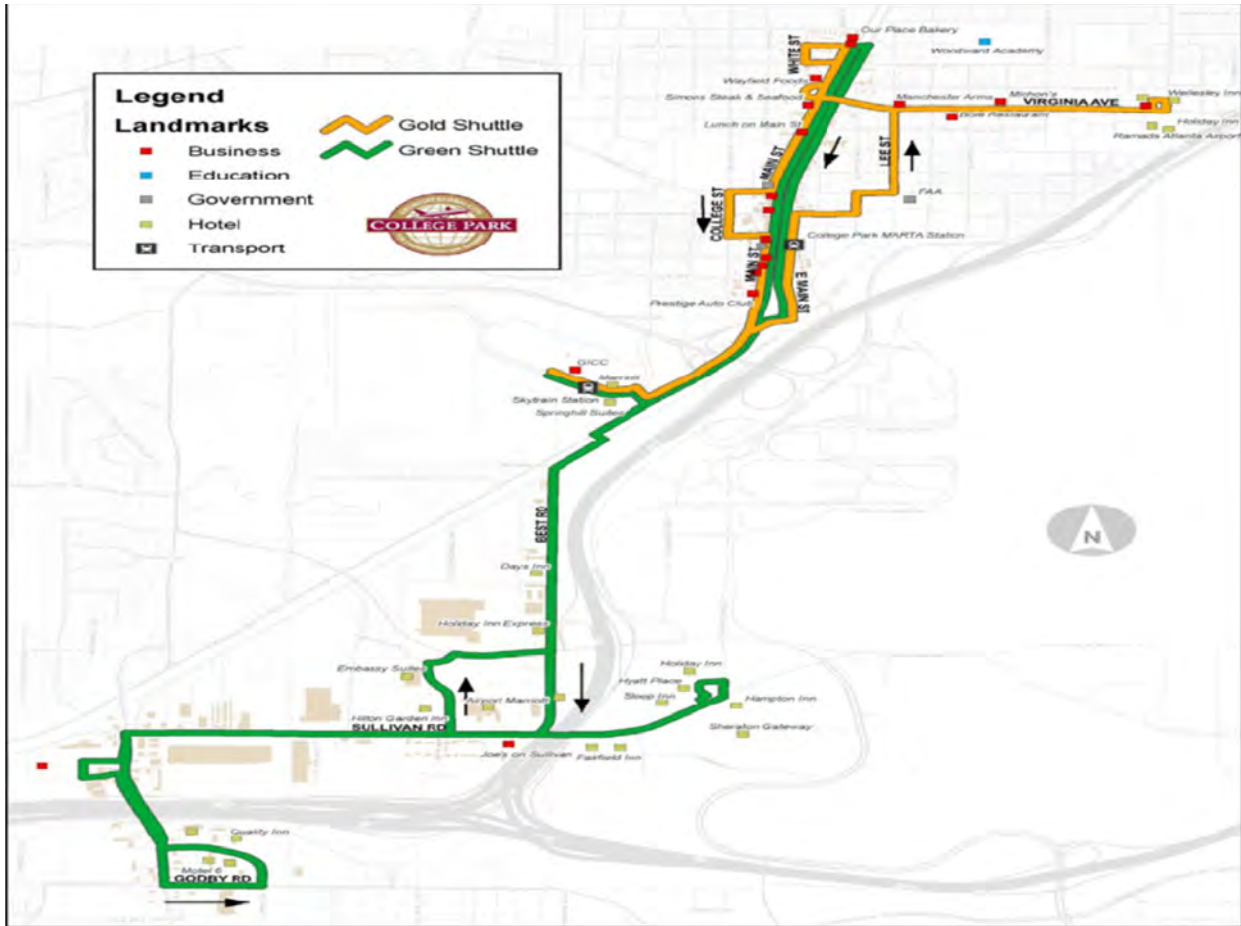 Our Place Bakery
Woodward Academy
WHITE ST
Legend
Landmarks
Business
Education
Government
Hotel
Transport
Gold Shuttle
Green Shuttle
COLLEGE PARK
Wayfield Foods
Simons Steak & Seafood
Manchester Arms
Michon's
VIRGINIA AVE
Wellesley Inn
Restaurant
Holiday Inn
Ramada Atlanta Airport
Lunch on Main St
MAIN ST
LEE ST
FAA
COLLEGE ST
College Park MARTA Station
MAIN ST
E MAIN ST
Prestige Auto Club
GICC
Marriott
Skytrain Station
Springhill Suites
BEST RD
N
Days Inn
Holiday Inn Express
Embassy Suites
Holiday Inn
Hyatt Place
Sleep Inn
Airport Marriott
Hampton Inn
Hilton Garden Inn
SULLIVAN RD
Sheraton Gateway
Joe's on Sullivan
Fairfield Inn
Quality Inn
Motel 6
GODBY RD